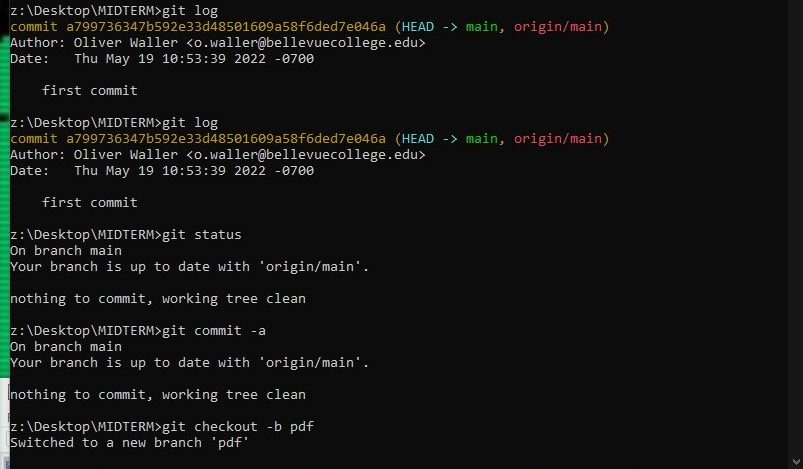 z:\Desktop\MIDTERM>git log
commit a799736347b592e33d48501609a58f6ded7e046a (HEAD -> main, origin/main)
Author: Oliver Waller <o.waller@bellevuecollege.edu>
Date:   Thu May 19 10:53:39 2022 -0700
first commit
z:\Desktop\MIDTERM>git log
commit a799736347b592e33d48501609a58f6ded7e046a (HEAD -> main, origin/main)
Author: Oliver Waller <o.waller@bellevuecollege.edu>
Date:   Thu May 19 10:53:39 2022 -0700
first commit
z:\Desktop\MIDTERM>git status
On branch main
Your branch is up to date with 'origin/main'.
nothing to commit, working tree clean
z:\Desktop\MIDTERM>git commit -a
On branch main
Your branch is up to date with 'origin/main'.
nothing to commit, working tree clean
z:\Desktop\MIDTERM>git checkout -b pdf
Switched to a new branch 'pdf'